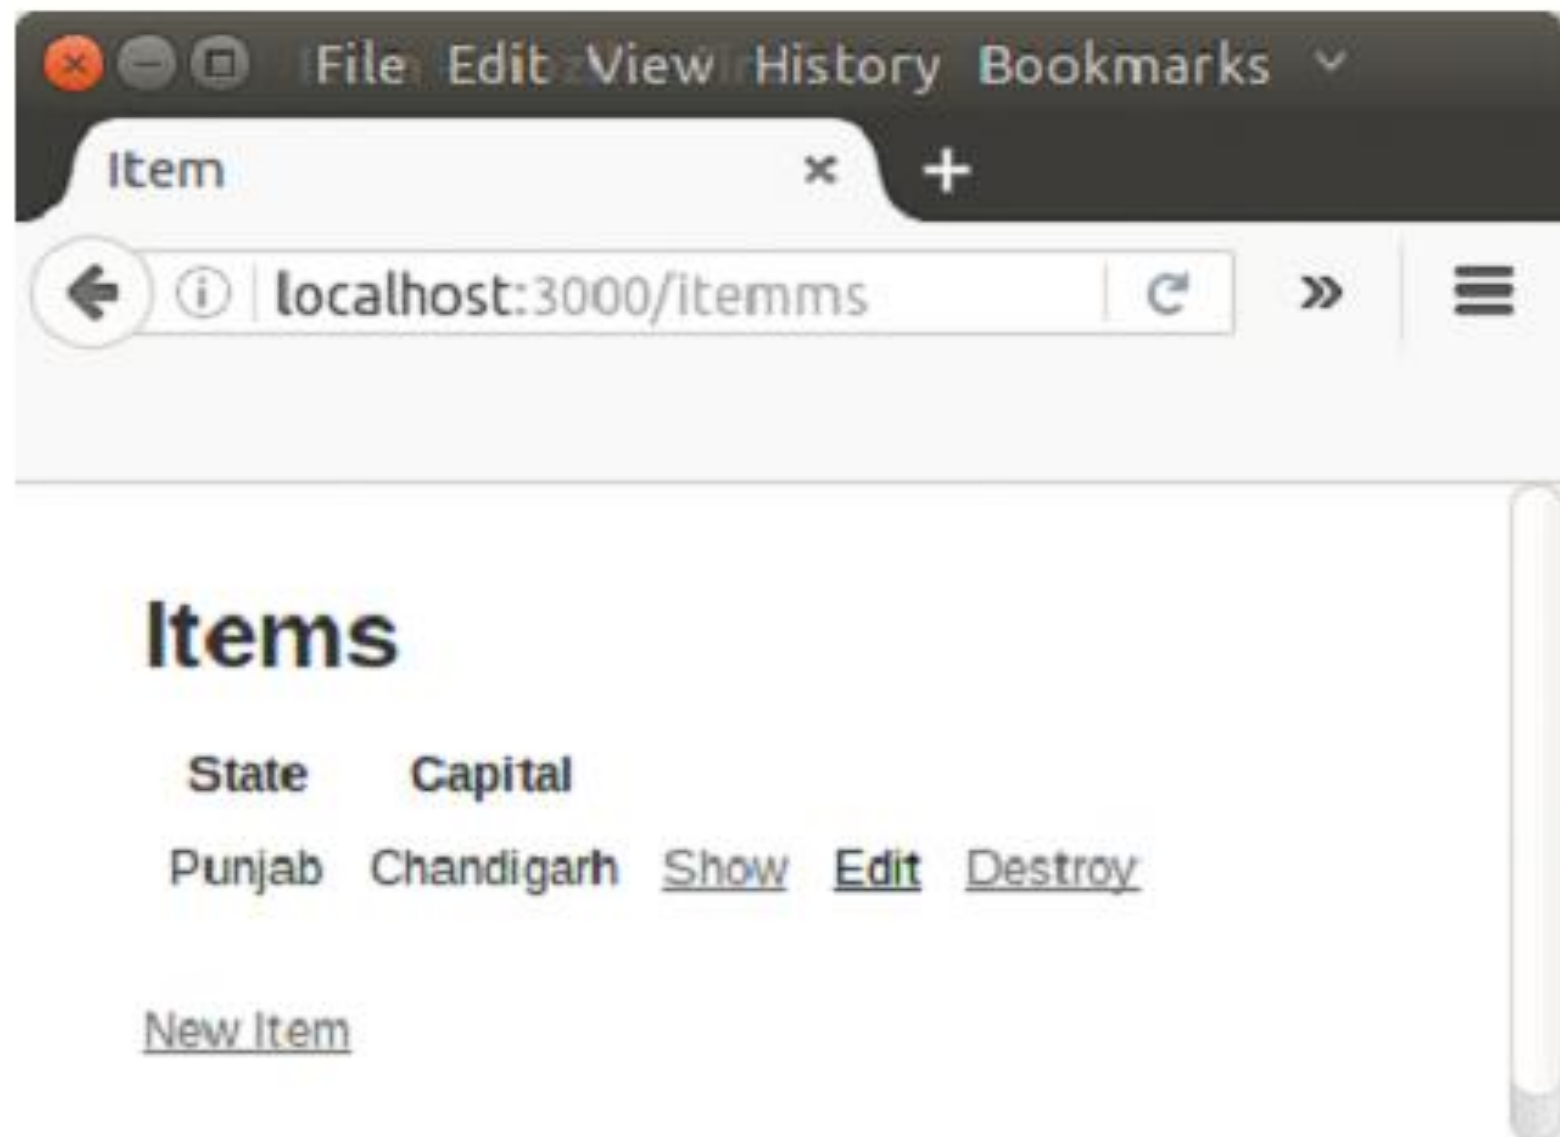 File Edit View History Bookmarks
Item
localhost:3000/itemms
Items
State Capital
Punjab Chandigarh Show Edit Destroy
New Item